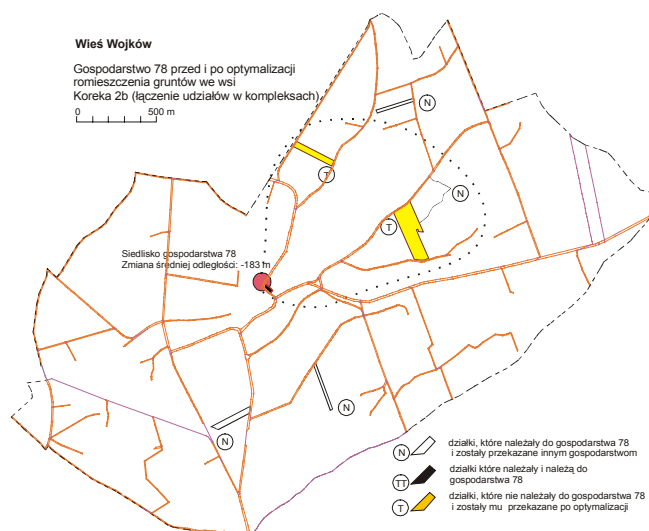 Wieś Wojków
Gospodarstwo 78 przed i po optymalizacji
romieszczenia gruntów we wsi
Koreka 2b (łączenie udziałów w kompleksach)
0 500 m
N
T
N
T
Siedlisko gospodarstwa 78
Zmiana średniej odległości: -183 m
N
N
N działki, które należały do gospodarstwa 78
i zostały przekazane innym gospodarstwom
TT działki które należały i należą do
gospodarstwa 78
T działki, które nie należały do gospodarstwa 78
i zostały mu przekazane po optymalizacji